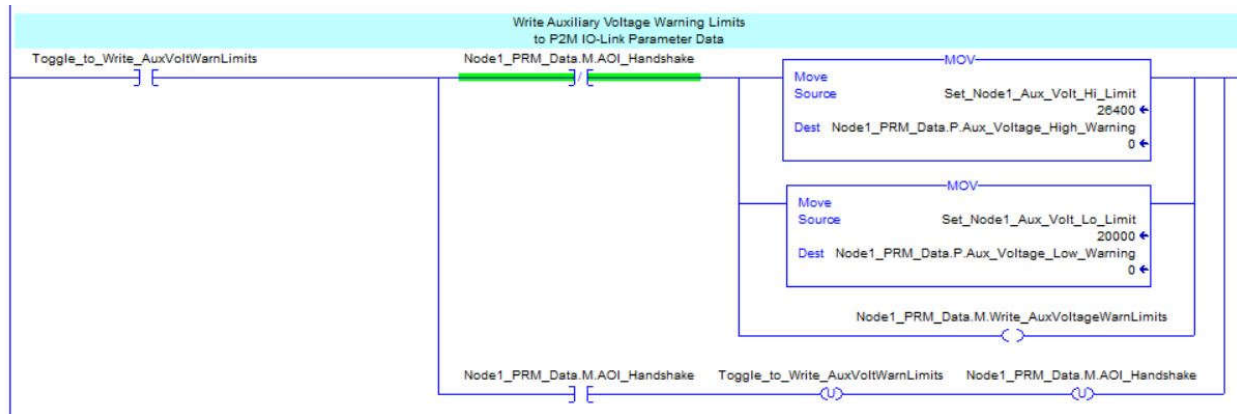 Write Auxiliary Voltage Warning Limits
to P2M IO-Link Parameter Data
Toggle_to_Write_AuxVoltWarnLimits
Node1_PRM_Data.M.AOI_Handshake
MOV
Move
Source Set_Node1_Aux_Volt_Hi_Limit
26400
Dest Node1_PRM_Data.P.Aux_Voltage_High_Warning
0
MOV
Move
Source Set_Node1_Aux_Volt_Lo_Limit
20000
Dest Node1_PRM_Data.P.Aux_Voltage_Low_Warning
0
Node1_PRM_Data.M.Write_AuxVoltageWarnLimits
Node1_PRM_Data.M.AOI_Handshake
Toggle_to_Write_AuxVoltWarnLimits
U
Node1_PRM_Data.M.AOI_Handshake
U